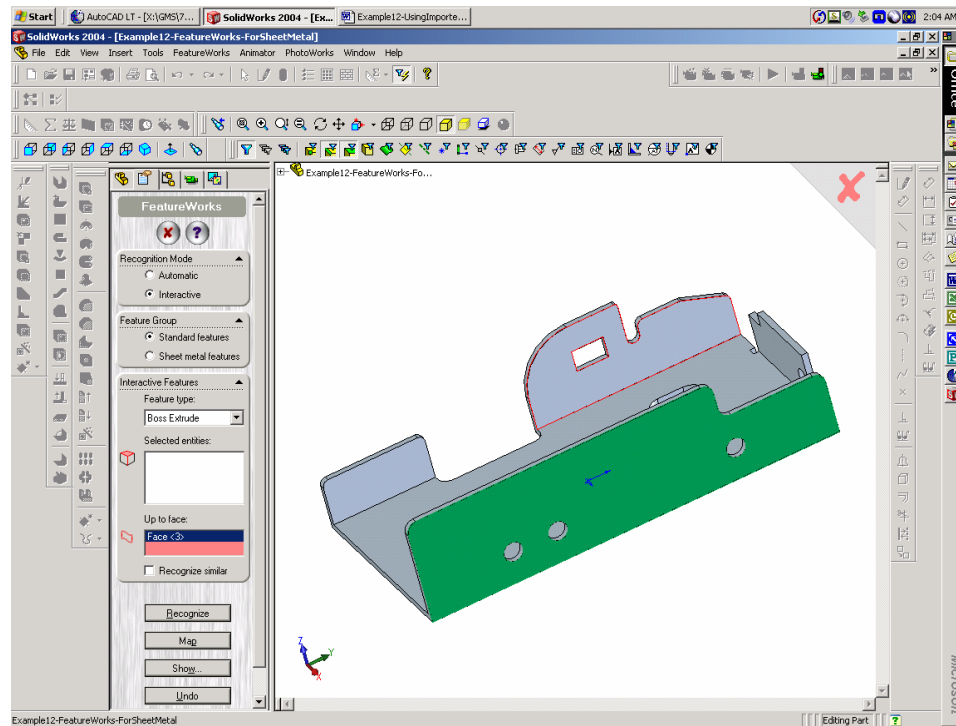 Start
AutoCAD LT - [X:\GMS\7...
SolidWorks 2004 - [Ex...
Example12-UsingImporte...
2:04 AM
SolidWorks 2004 - [Example12-FeatureWorks-ForSheetMetal]
File Edit View Insert Tools FeatureWorks Animator PhotoWorks Window Help
Office
Example12-FeatureWorks-Fo...
FeatureWorks
Recognition Mode
Automatic
Interactive
Feature Group
Standard features
Sheet metal features
Interactive Features
Feature type:
Boss Extrude
Selected entities:
Up to face:
Face <3>
Recognize similar
Recognize
Map
Show...
Undo
Z
Y
X
Microsoft
Example12-FeatureWorks-ForSheetMetal
Editing Part